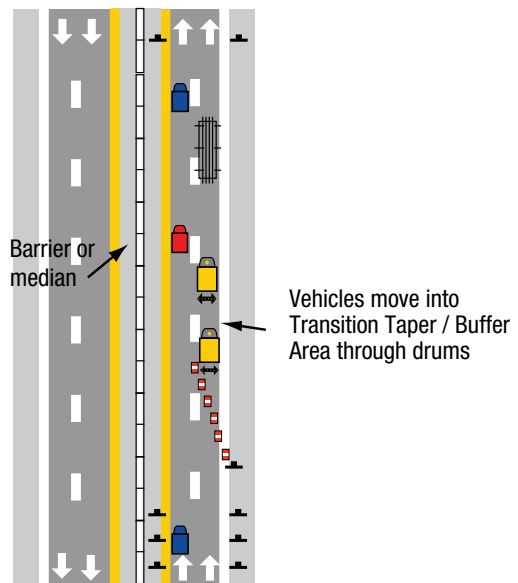 Barrier or
median
Vehicles move into
Transition Taper / Buffer
Area through drums